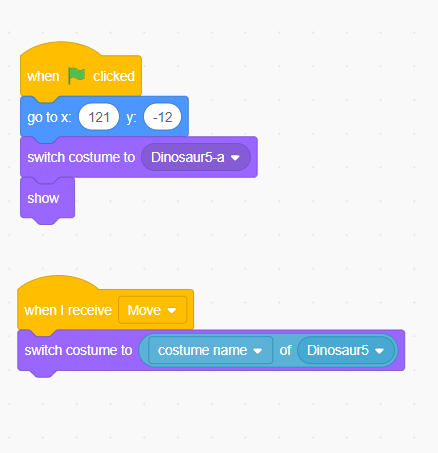 when clicked
go to x: 121 y: -12
switch costume to Dinosaur5-a
show
when I receive Move
switch costume to costume name of Dinosaur5